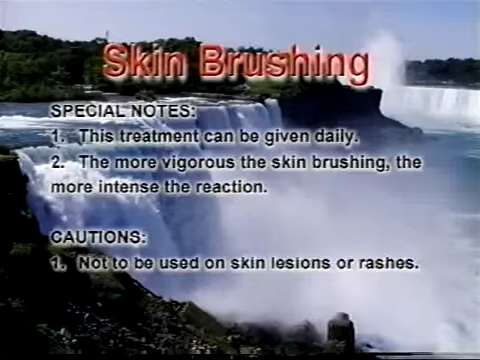 Skin Brushing
SPECIAL NOTES:
1. This treatment can be given daily.
2. The more vigorous the skin brushing, the
more intense the reaction.
CAUTIONS:
1. Not to be used on skin lesions or rashes.